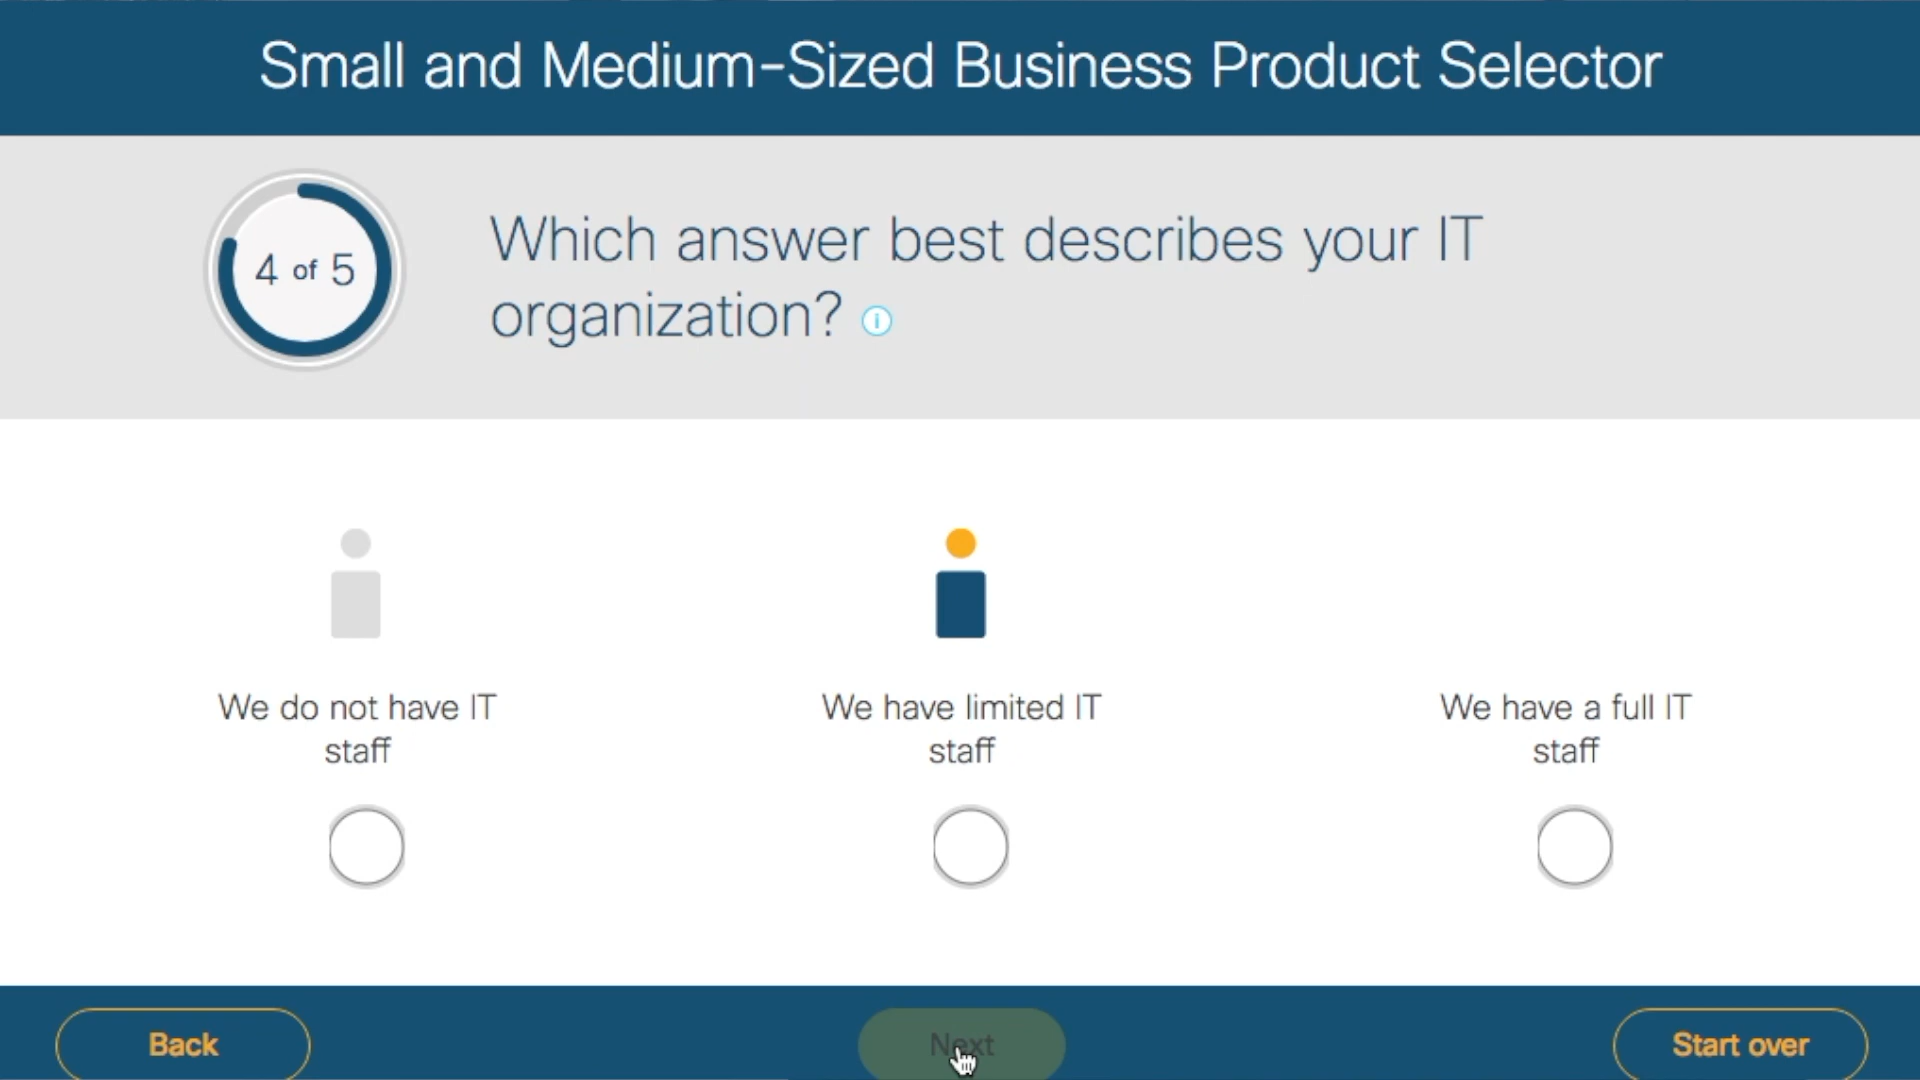 Small and Medium-Sized Business Product Selector
4 of 5
Which answer best describes your IT
organization? i
We do not have IT
staff
We have limited IT
staff
We have a full IT
staff
Back
Next
Start over